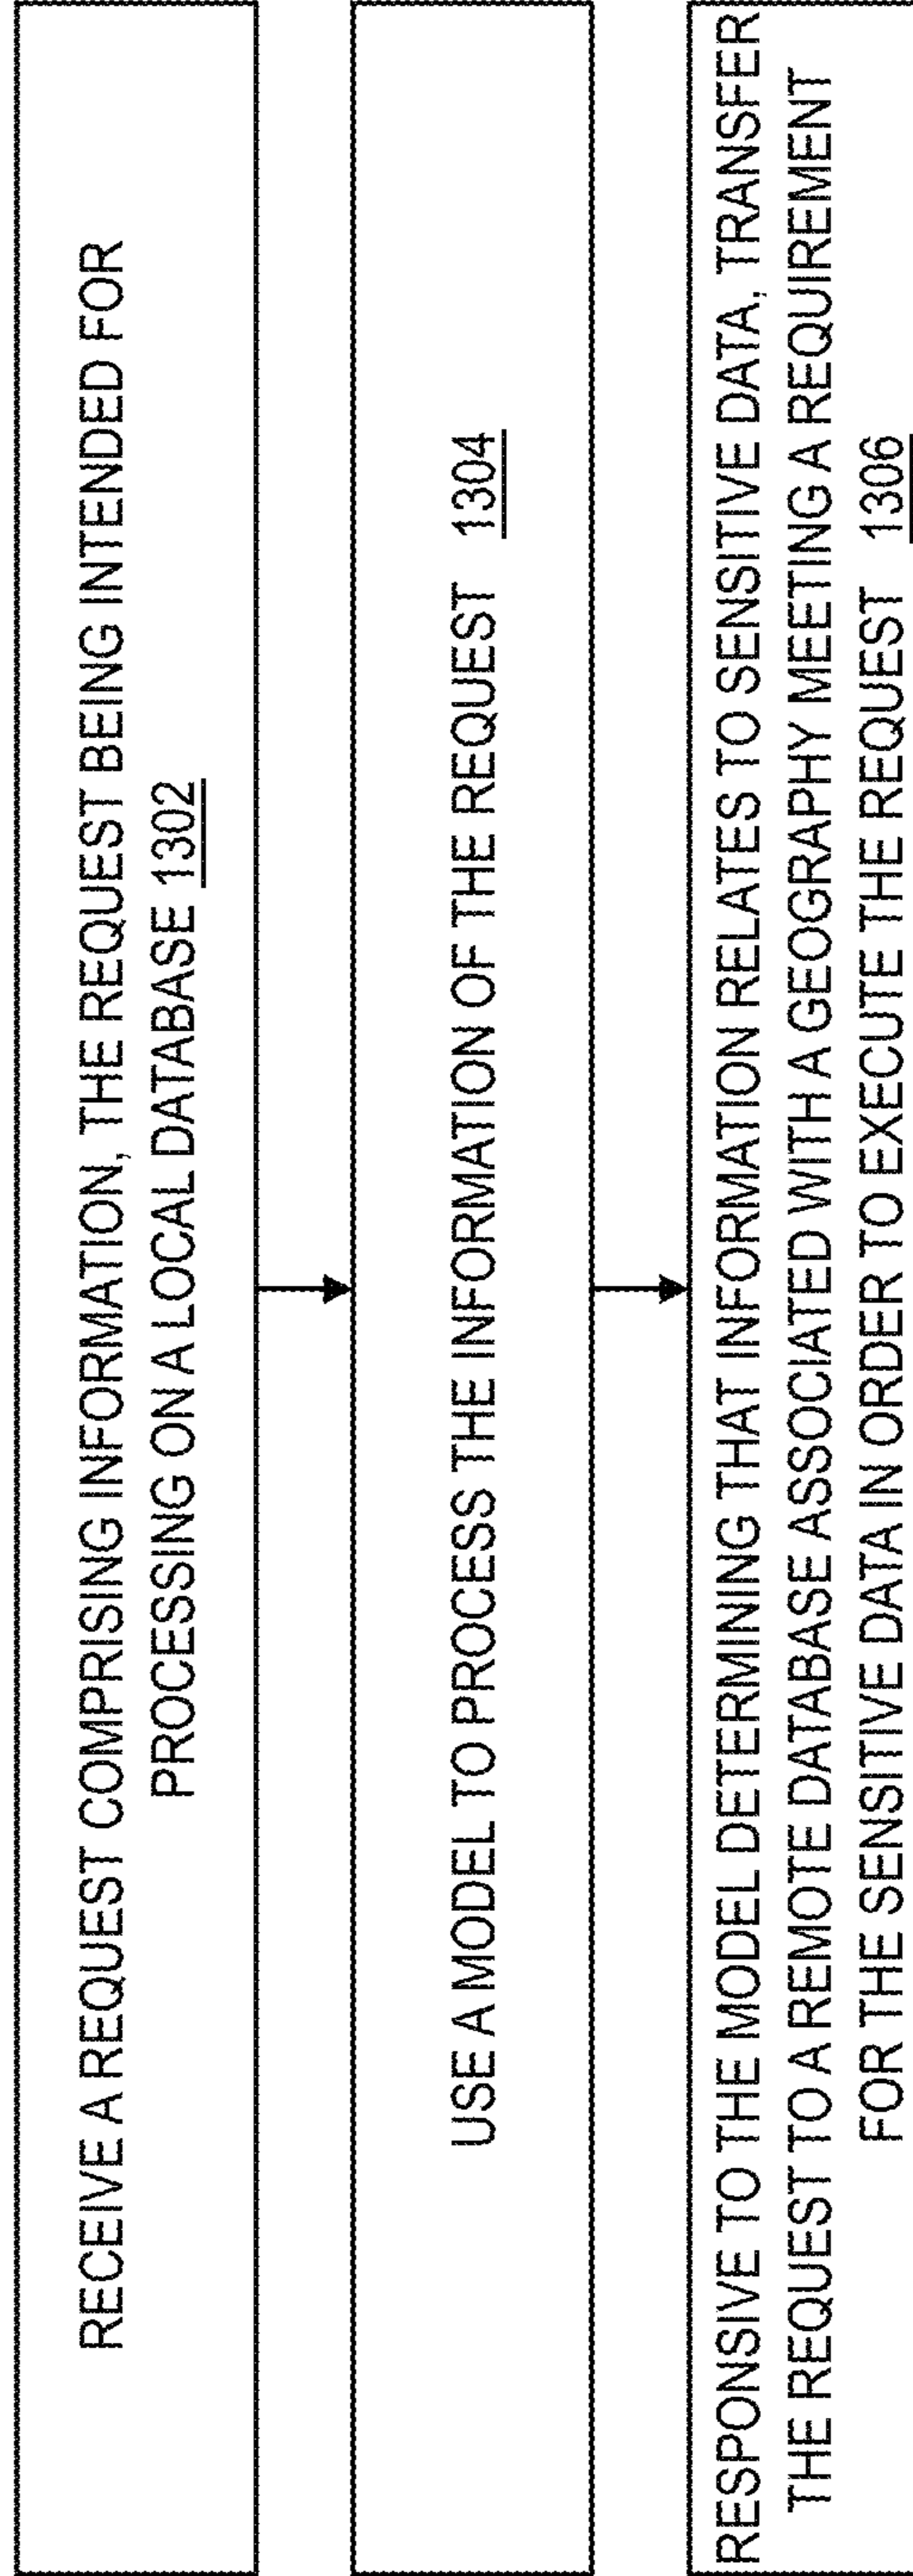 RECEIVE A REQUEST COMPRISING INFORMATION, THE REQUEST BEING INTENDED FOR
PROCESSING ON A LOCAL DATABASE 1302
USE A MODEL TO PROCESS THE INFORMATION OF THE REQUEST 1304
RESPONSIVE TO THE MODEL DETERMINING THAT INFORMATION RELATES TO SENSITIVE DATA, TRANSFER
THE REQUEST TO A REMOTE DATABASE ASSOCIATED WITH A GEOGRAPHY MEETING A REQUIREMENT
FOR THE SENSITIVE DATA IN ORDER TO EXECUTE THE REQUEST 1306